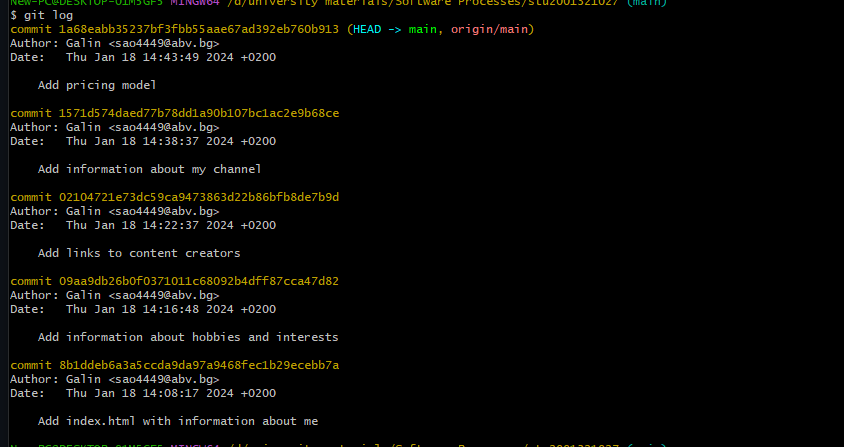 New-PC@DESKTOP-O1M5GF5 MINGW64 /d/university materials/Software Processes/stu2001321027 (main)
$ git log
commit 1a68eabb35237bf3fbb55aae67ad392eb760b913 (HEAD -> main, origin/main)
Author: Galin <sao4449@abv.bg>
Date:   Thu Jan 18 14:43:49 2024 +0200
    Add pricing model
commit 1571d574daed77b78dd1a90b107bc1ac2e9b68ce
Author: Galin <sao4449@abv.bg>
Date:   Thu Jan 18 14:38:37 2024 +0200
    Add information about my channel
commit 02104721e73dc59ca9473863d22b86bfb8de7b9d
Author: Galin <sao4449@abv.bg>
Date:   Thu Jan 18 14:22:37 2024 +0200
    Add links to content creators
commit 09aa9db26b0f0371011c68092b4dff87cca47d82
Author: Galin <sao4449@abv.bg>
Date:   Thu Jan 18 14:16:48 2024 +0200
    Add information about hobbies and interests
commit 8b1ddeb6a3a5ccda9da97a9468fec1b29ecebb7a
Author: Galin <sao4449@abv.bg>
Date:   Thu Jan 18 14:08:17 2024 +0200
    Add index.html with information about me